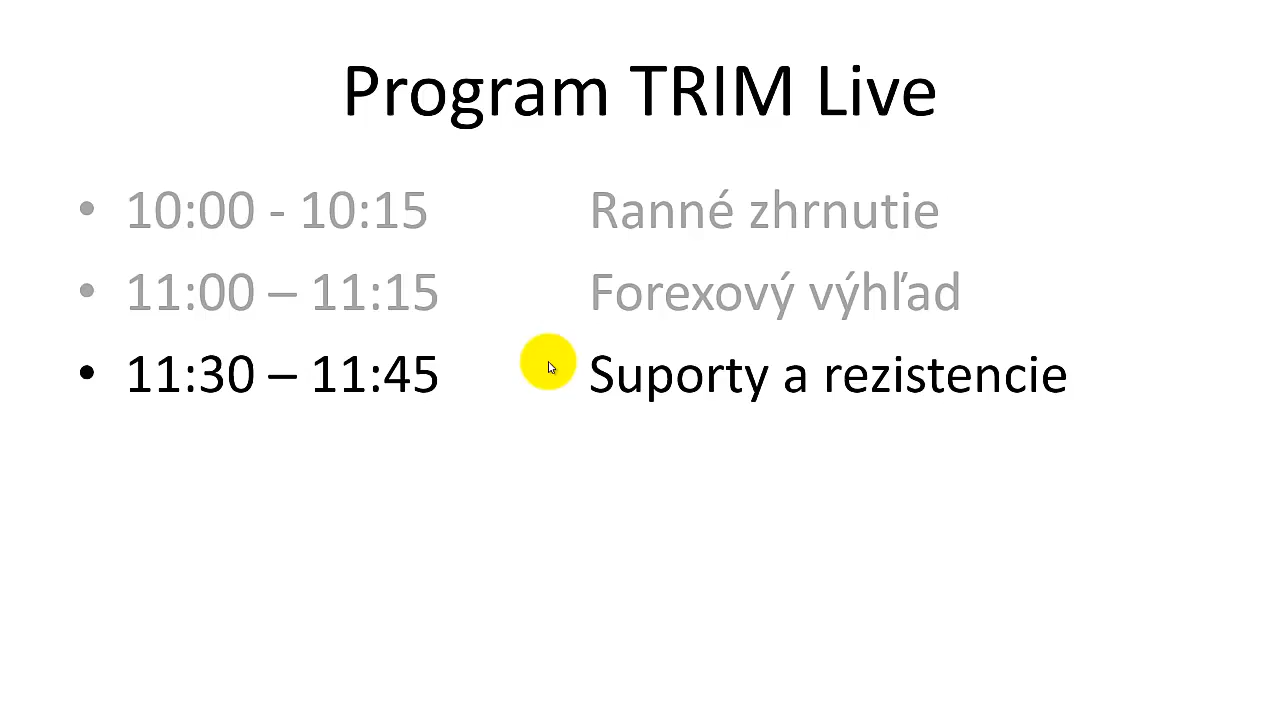 Program TRIM Live
• 10:00 - 10:15 Ranné zhrnutie
• 11:00 – 11:15 Forexový výhľad
• 11:30 – 11:45 Suporty a rezistencie